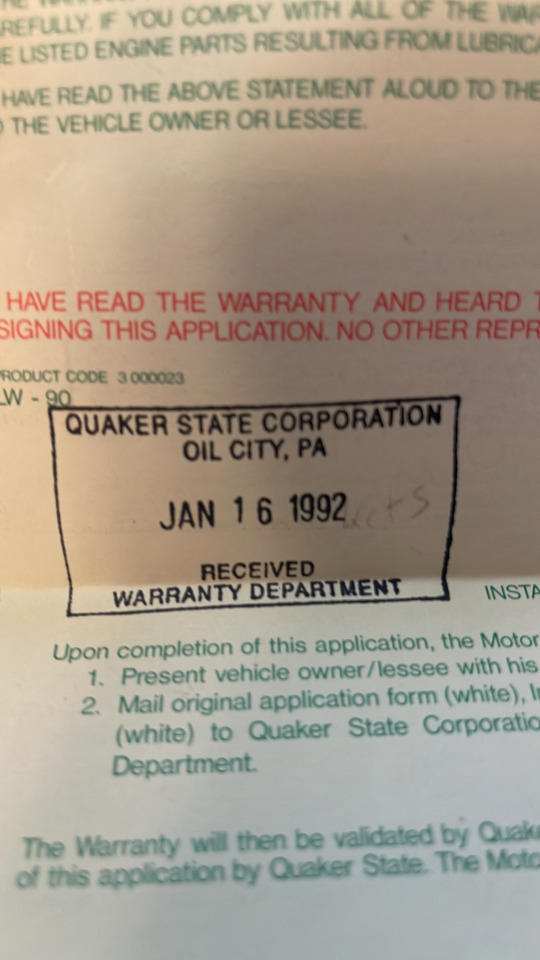 REFULLY. IF YOU COMPLY WITH ALL OF THE WAR
E LISTED ENGINE PARTS RESULTING FROM LUBRICA
HAVE READ THE ABOVE STATEMENT ALOUD TO THE
O THE VEHICLE OWNER OR LESSEE.
HAVE READ THE WARRANTY AND HEARD T
SIGNING THIS APPLICATION. NO OTHER REPR
PRODUCT CODE 3 000023
LW - 90
QUAKER STATE CORPORATION
OIL CITY, PA
JAN 16 1992
RECEIVED
WARRANTY DEPARTMENT
INSTA
Upon completion of this application, the Motor
1. Present vehicle owner/lessee with his
2. Mail original application form (white), I
(white) to Quaker State Corporatio
Department.
The Warranty will then be validated by Quake
of this application by Quaker State. The Moto